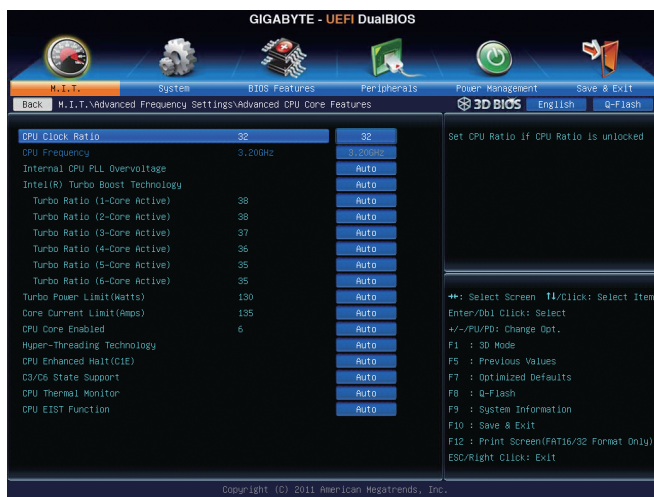 GIGABYTE - UEFI DualBIOS
M.I.T. System BIOS Features Peripherals Power Management Save & Exit
Back M.I.T.\Advanced Frequency Settings\Advanced CPU Core Features 3D BIOS English Q-Flash
CPU Clock Ratio 32 32
CPU Frequency 3.20GHz 3.20GHz
Internal CPU PLL Overvoltage Auto
Intel(R) Turbo Boost Technology Auto
Turbo Ratio (1-Core Active) 38 Auto
Turbo Ratio (2-Core Active) 38 Auto
Turbo Ratio (3-Core Active) 37 Auto
Turbo Ratio (4-Core Active) 36 Auto
Turbo Ratio (5-Core Active) 35 Auto
Turbo Ratio (6-Core Active) 35 Auto
Turbo Power Limit(Watts) 130 Auto
Core Current Limit(Amps) 135 Auto
CPU Core Enabled 6 Auto
Hyper-Threading Technology Auto
CPU Enhanced Halt(C1E) Auto
C3/C6 State Support Auto
CPU Thermal Monitor Auto
CPU EIST Function Auto
Set CPU Ratio if CPU Ratio is unlocked
→←: Select Screen ↑↓/Click: Select Item
Enter/Dbl Click: Select
+/-/PU/PD: Change Opt.
F1 : 3D Mode
F5 : Previous Values
F7 : Optimized Defaults
F8 : Q-Flash
F9 : System Information
F10 : Save & Exit
F12 : Print Screen(FAT16/32 Format Only)
ESC/Right Click: Exit
Copyright (C) 2011 American Megatrends, Inc.